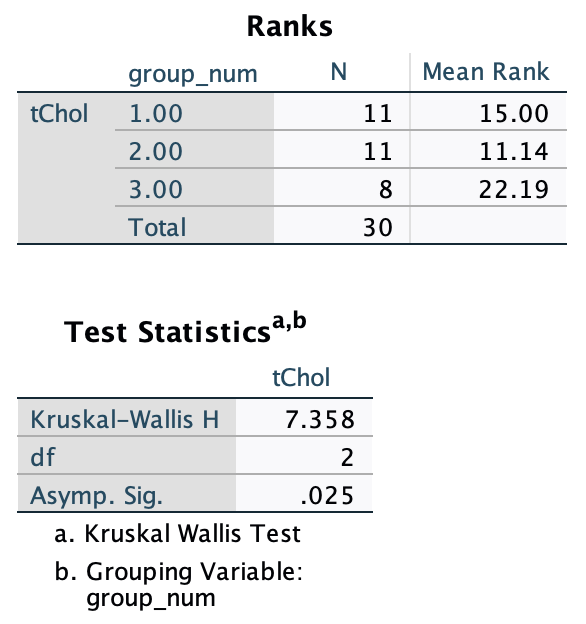 Ranks
group_num N Mean Rank
tChol 1.00 11 15.00
2.00 11 11.14
3.00 8 22.19
Total 30
Test Statisticsa,b
tChol
Kruskal-Wallis H 7.358
df 2
Asymp. Sig. .025
a. Kruskal Wallis Test
b. Grouping Variable:
group_num